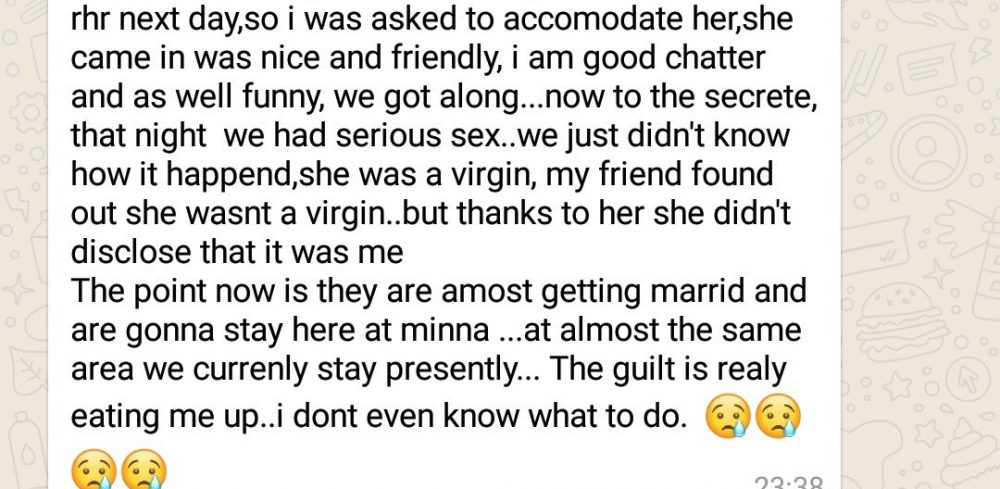 rhr next day,so i was asked to accomodate her,she
came in was nice and friendly, i am good chatter
and as well funny, we got along...now to the secrete,
that night  we had serious sex..we just didn't know
how it happend,she was a virgin, my friend found
out she wasnt a virgin..but thanks to her she didn't
disclose that it was me
The point now is they are amost getting marrid and
are gonna stay here at minna ...at almost the same
area we currenly stay presently... The guilt is realy
eating me up..i dont even know what to do. 😢😢
😢😢
23:38